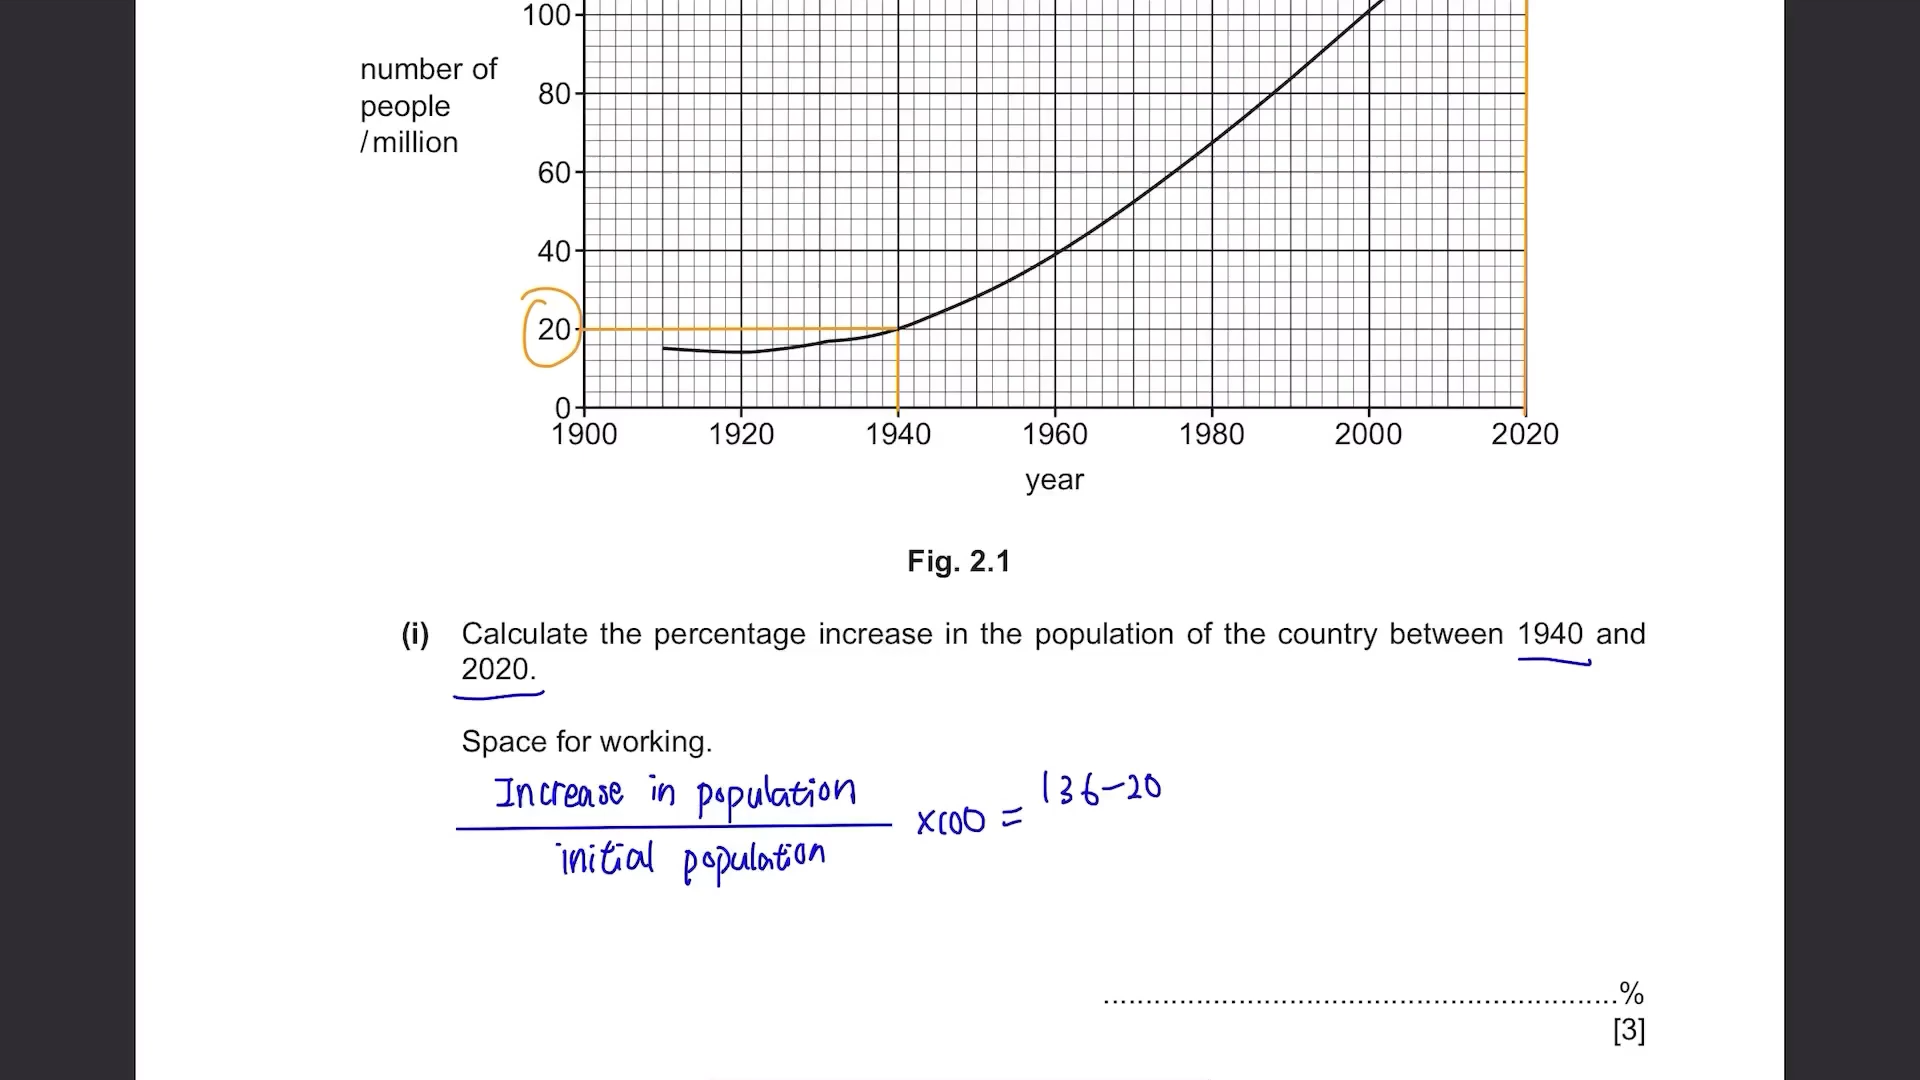 100
number of
people
/ million
80
60
40
20
0
1900 1920 1940 1960 1980 2000 2020
year
Fig. 2.1
(i) Calculate the percentage increase in the population of the country between 1940 and
2020.
Space for working.
Increase in population
initial population
x100 = 136-20
....................................................%
[3]